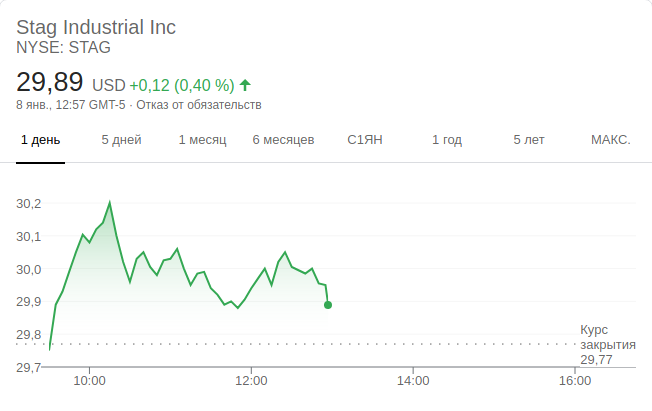 Stag Industrial Inc
NYSE: STAG
29,89 USD +0,12 (0,40 %) ↑
8 янв., 12:57 GMT-5 · Отказ от обязательств
1 день 5 дней 1 месяц 6 месяцев С1ЯН 1 год 5 лет МАКС.
30,2
30,1
30,0
29,9
29,8
29,7
Курс
закрытия
29,77
10:00 12:00 14:00 16:00